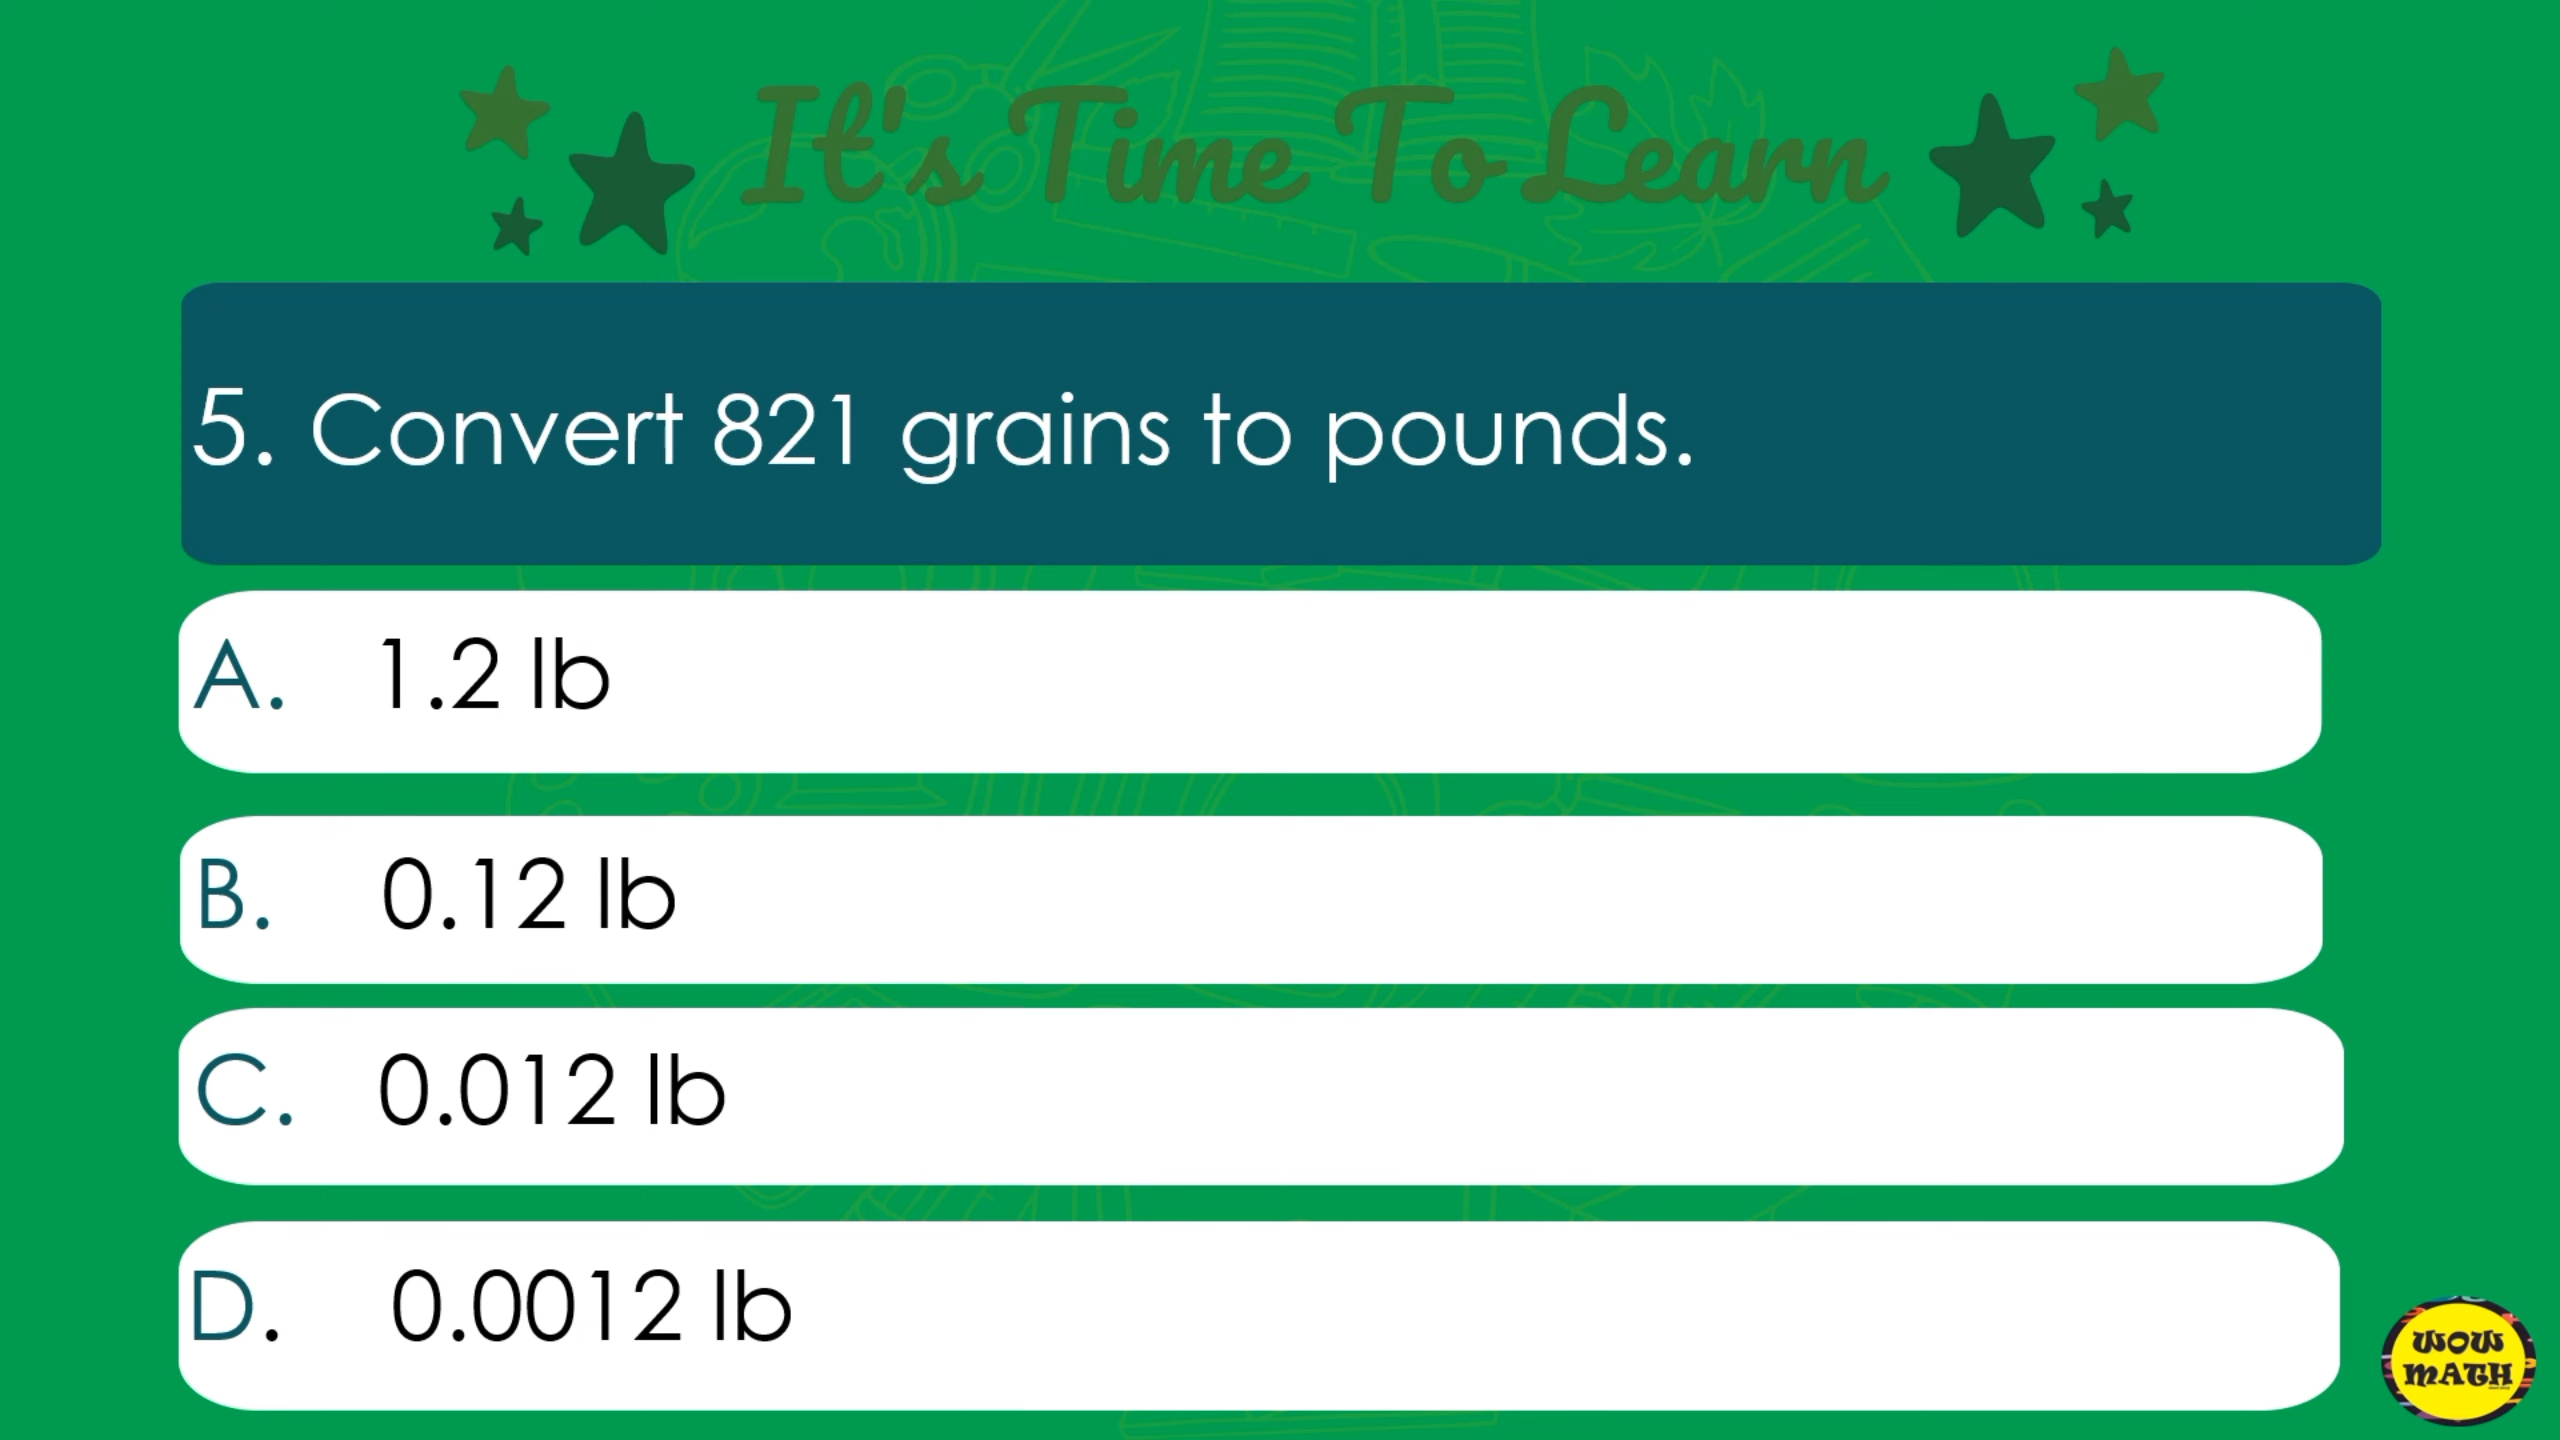 It's Time To Learn
5. Convert 821 grains to pounds.
A. 1.2 lb
B. 0.12 lb
C. 0.012 lb
D. 0.0012 lb
WOW
MATH